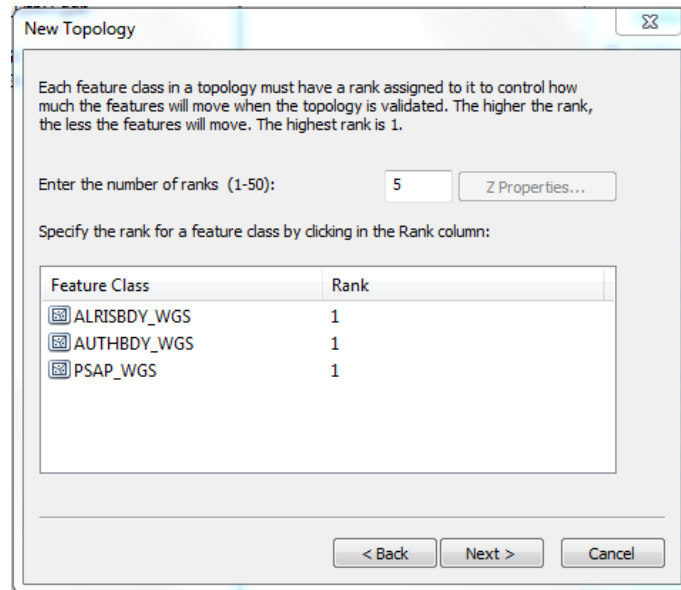 New Topology
Each feature class in a topology must have a rank assigned to it to control how
much the features will move when the topology is validated. The higher the rank,
the less the features will move. The highest rank is 1.
Enter the number of ranks (1-50): 5 Z Properties...
Specify the rank for a feature class by clicking in the Rank column:
Feature Class Rank
ALRISBDY_WGS 1
AUTHBDY_WGS 1
PSAP_WGS 1
< Back Next > Cancel